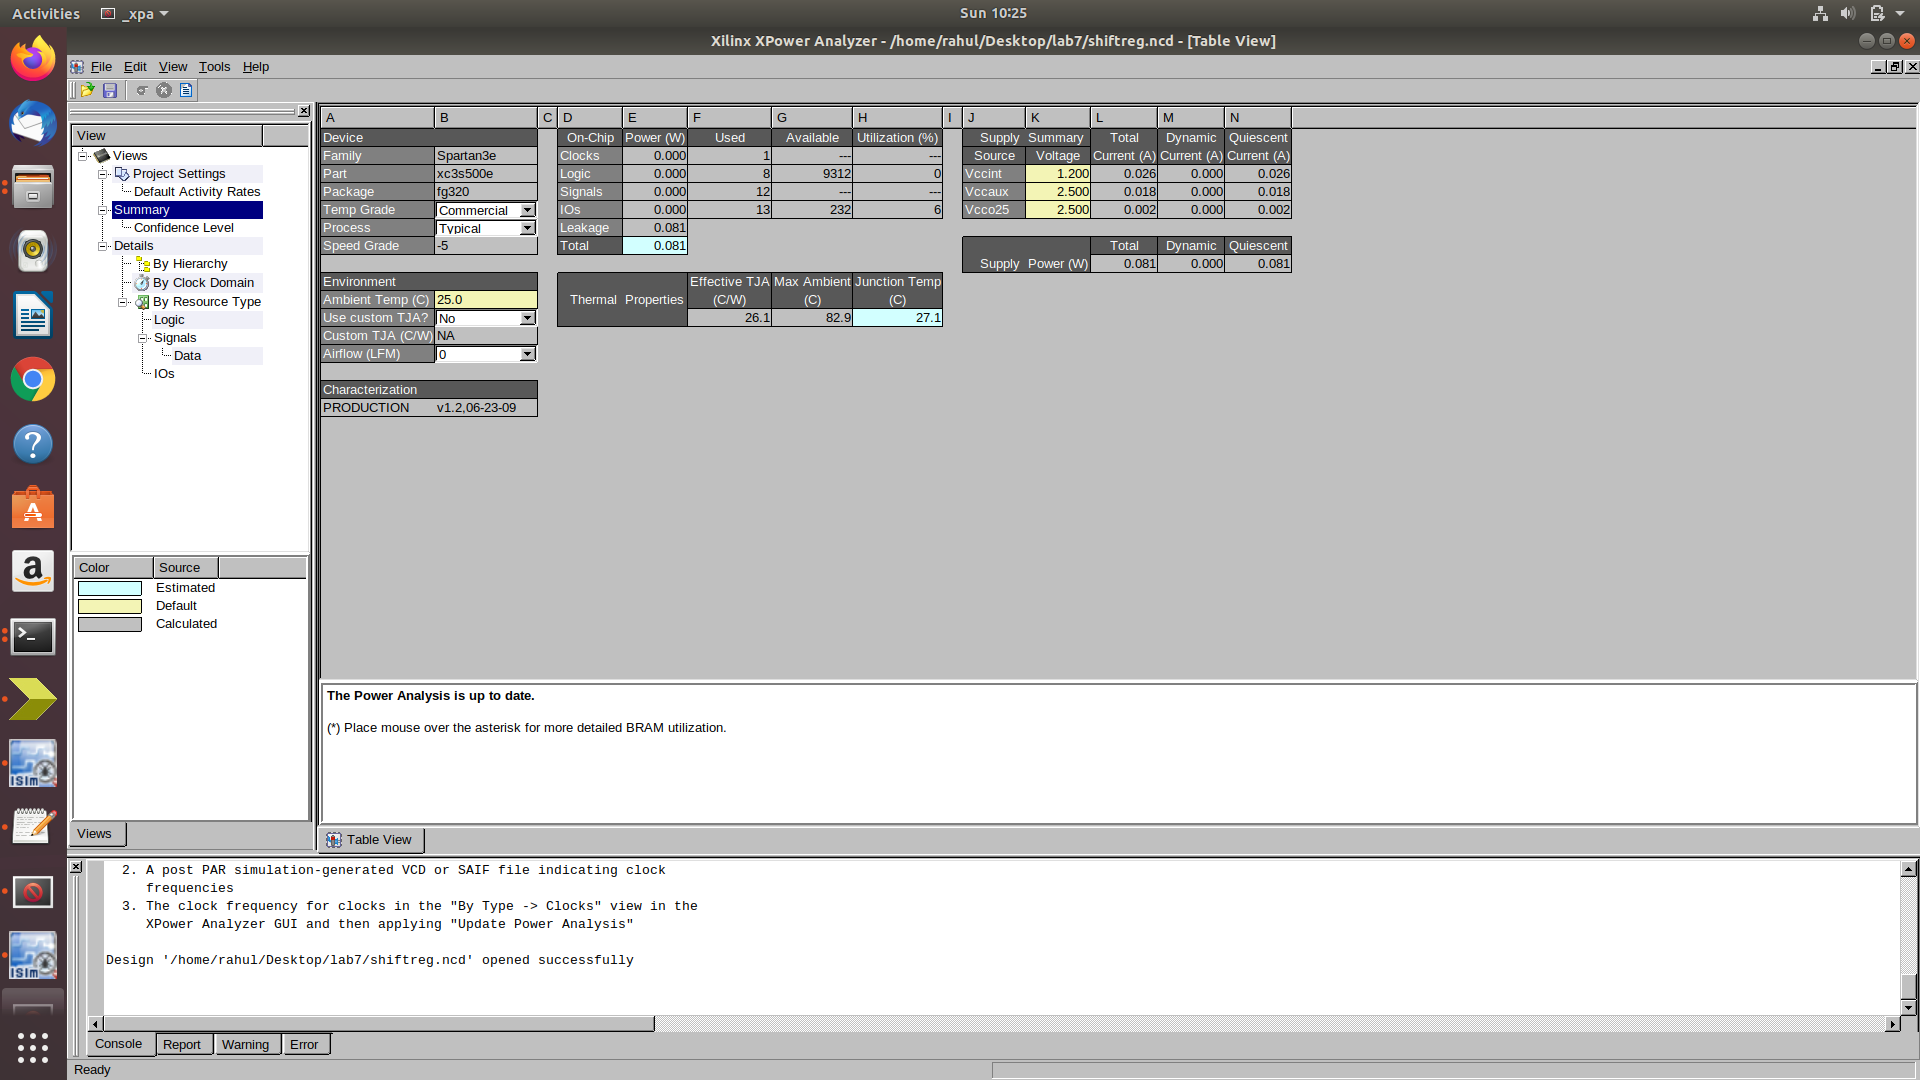 Activities
_xpa
Sun 10:25
Xilinx XPower Analyzer - /home/rahul/Desktop/lab7/shiftreg.ncd - [Table View]
File Edit View Tools Help
View
Views
Project Settings
Default Activity Rates
Summary
Confidence Level
Details
By Hierarchy
By Clock Domain
By Resource Type
Logic
Signals
Data
IOs
Color Source
Estimated
Default
Calculated
Views
A B C D E F G H I J K L M N
Device On-Chip Power (W) Used Available Utilization (%) Supply Summary Total Dynamic Quiescent
Family Spartan3e Clocks 0.000 1 --- --- Source Voltage Current (A) Current (A) Current (A)
Part xc3s500e Logic 0.000 8 9312 0 Vccint 1.200 0.026 0.000 0.026
Package fg320 Signals 0.000 12 --- --- Vccaux 2.500 0.018 0.000 0.018
Temp Grade Commercial IOs 0.000 13 232 6 Vcco25 2.500 0.002 0.000 0.002
Process Typical Leakage 0.081
Speed Grade -5 Total 0.081 Total Dynamic Quiescent
Supply Power (W) 0.081 0.000 0.081
Environment Effective TJA Max Ambient Junction Temp
Ambient Temp (C) 25.0 Thermal Properties (C/W) (C) (C)
Use custom TJA? No 26.1 82.9 27.1
Custom TJA (C/W) NA
Airflow (LFM) 0
Characterization
PRODUCTION v1.2,06-23-09
The Power Analysis is up to date.
(*) Place mouse over the asterisk for more detailed BRAM utilization.
Table View
2. A post PAR simulation-generated VCD or SAIF file indicating clock
frequencies
3. The clock frequency for clocks in the "By Type -> Clocks" view in the
XPower Analyzer GUI and then applying "Update Power Analysis"
Design '/home/rahul/Desktop/lab7/shiftreg.ncd' opened successfully
Console Report Warning Error
Ready
ISim
ISim